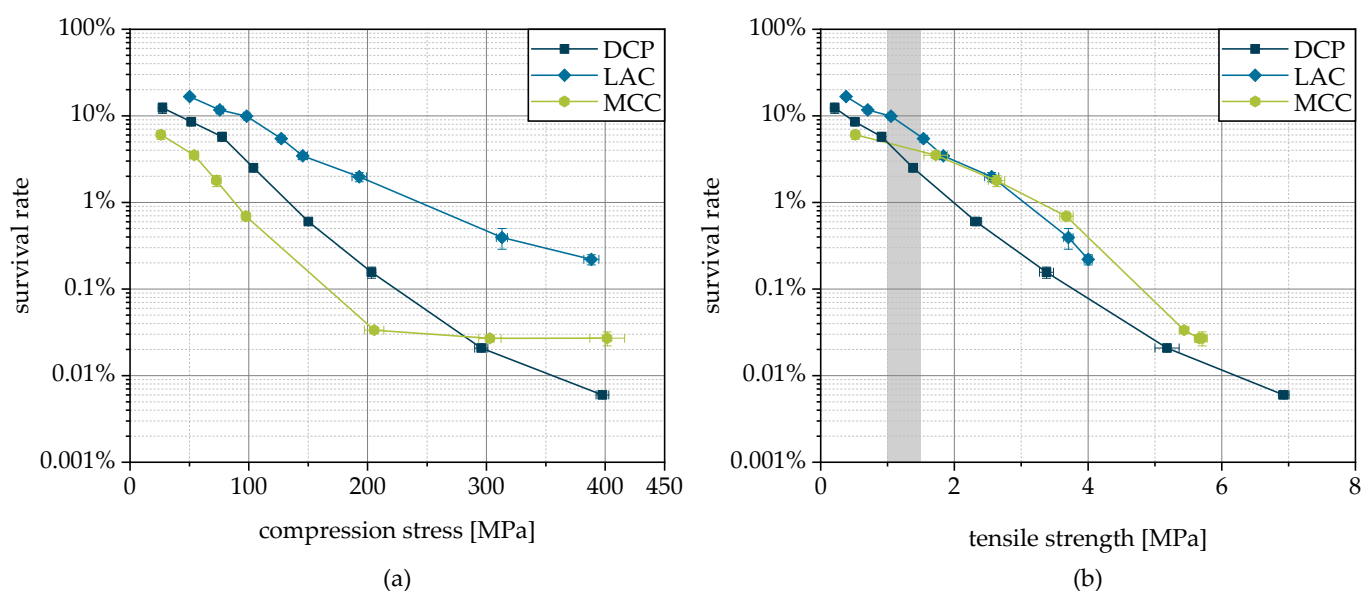 100%
10%
1%
0.1%
0.01%
0.001%
survival rate
0
100
200
300
400
450
compression stress [MPa]
DCP
LAC
MCC
(a)
100%
10%
1%
0.1%
0.01%
0.001%
survival rate
0
2
4
6
8
tensile strength [MPa]
DCP
LAC
MCC
(b)